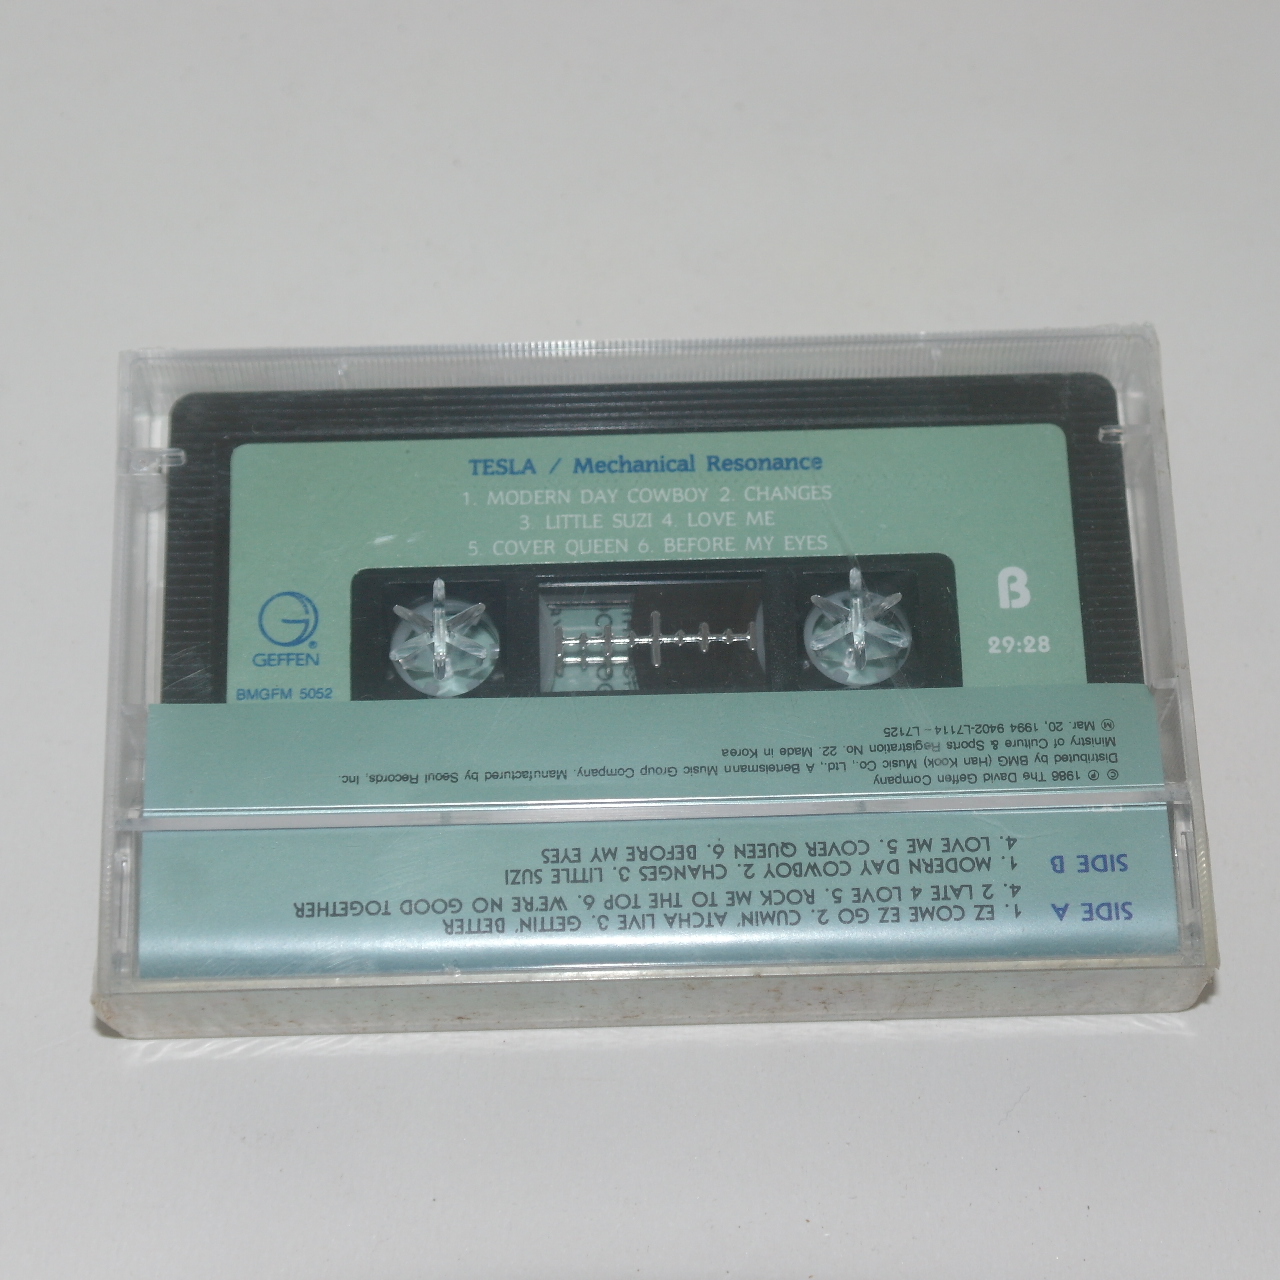 TESLA / Mechanical Resonance
1. MODERN DAY COWBOY 2. CHANGES
3. LITTLE SUZI 4. LOVE ME
5. COVER QUEEN 6. BEFORE MY EYES
B
29:28
G®
GEFFEN
BMGFM 5052
SIDE A
1. EZ COME EZ GO 2. CUMIN' ATCHA LIVE 3. GETTIN' BETTER
4. 2 LATE 4 LOVE 5. ROCK ME TO THE TOP 6. WE'RE NO GOOD TOGETHER
SIDE B
1. MODERN DAY COWBOY 2. CHANGES 3. LITTLE SUZI
4. LOVE ME 5. COVER QUEEN 6. BEFORE MY EYES
© ℗ 1986 The David Geffen Company
Distributed by BMG (Han Kook) Music Co., Ltd., A Bertelsmann Music Group Company, Manufactured by Seoul Records, Inc.
Ministry of Culture & Sports Registration No. 22. Made in Korea
Ⓜ Mar. 20, 1994 9402-L7114-L7125